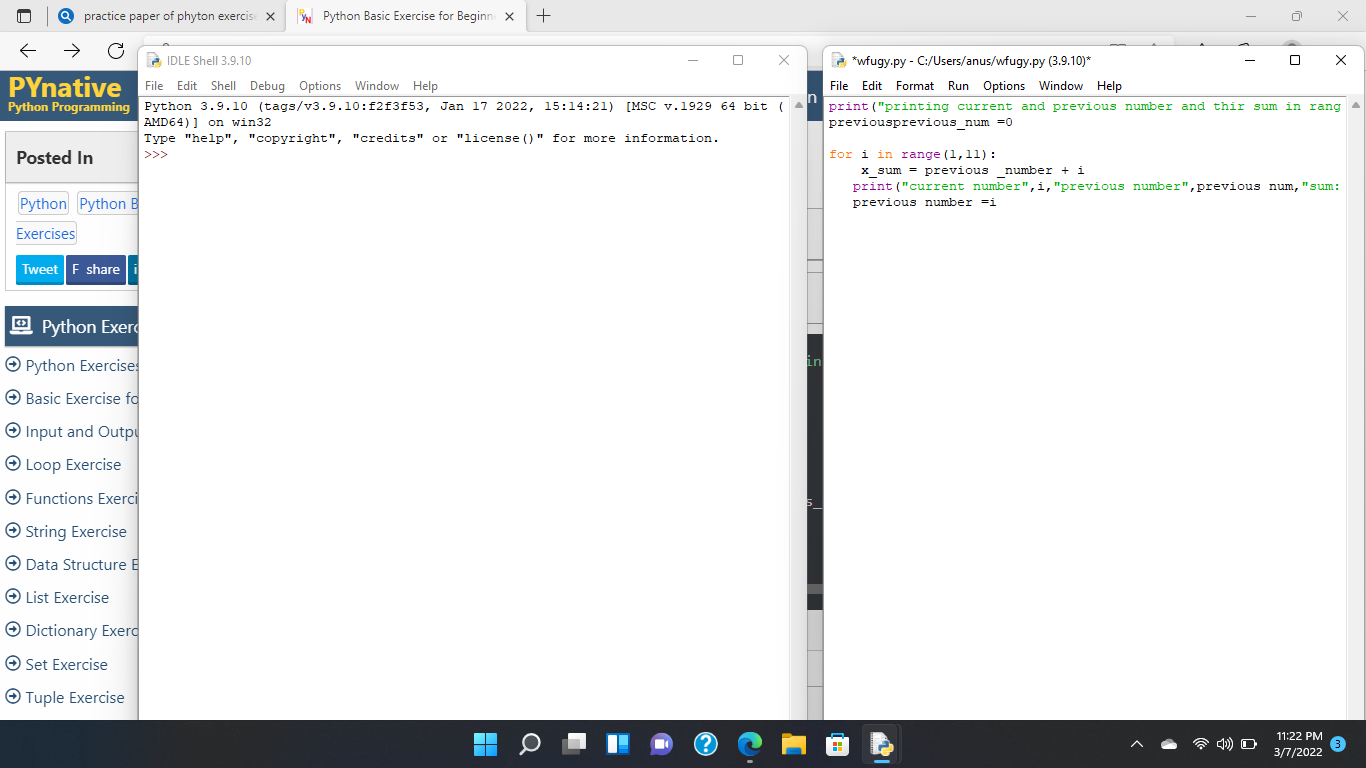 practice paper of phyton exercise
Python Basic Exercise for Beginn
PYnative
Python Programming
Posted In
Python
Python B
Exercises
Tweet
F share
Python Exerc
Python Exercises
Basic Exercise fo
Input and Outpu
Loop Exercise
Functions Exerci
String Exercise
Data Structure E
List Exercise
Dictionary Exerc
Set Exercise
Tuple Exercise
IDLE Shell 3.9.10
File Edit Shell Debug Options Window Help
Python 3.9.10 (tags/v3.9.10:f2f3f53, Jan 17 2022, 15:14:21) [MSC v.1929 64 bit (
AMD64)] on win32
Type "help", "copyright", "credits" or "license()" for more information.
>>>
n
in
s_
*wfugy.py - C:/Users/anus/wfugy.py (3.9.10)*
File Edit Format Run Options Window Help
print("printing current and previous number and thir sum in rang
previousprevious_num =0
for i in range(1,11):
x_sum = previous _number + i
print("current number",i,"previous number",previous num,"sum:
previous number =i
11:22 PM
3/7/2022
3